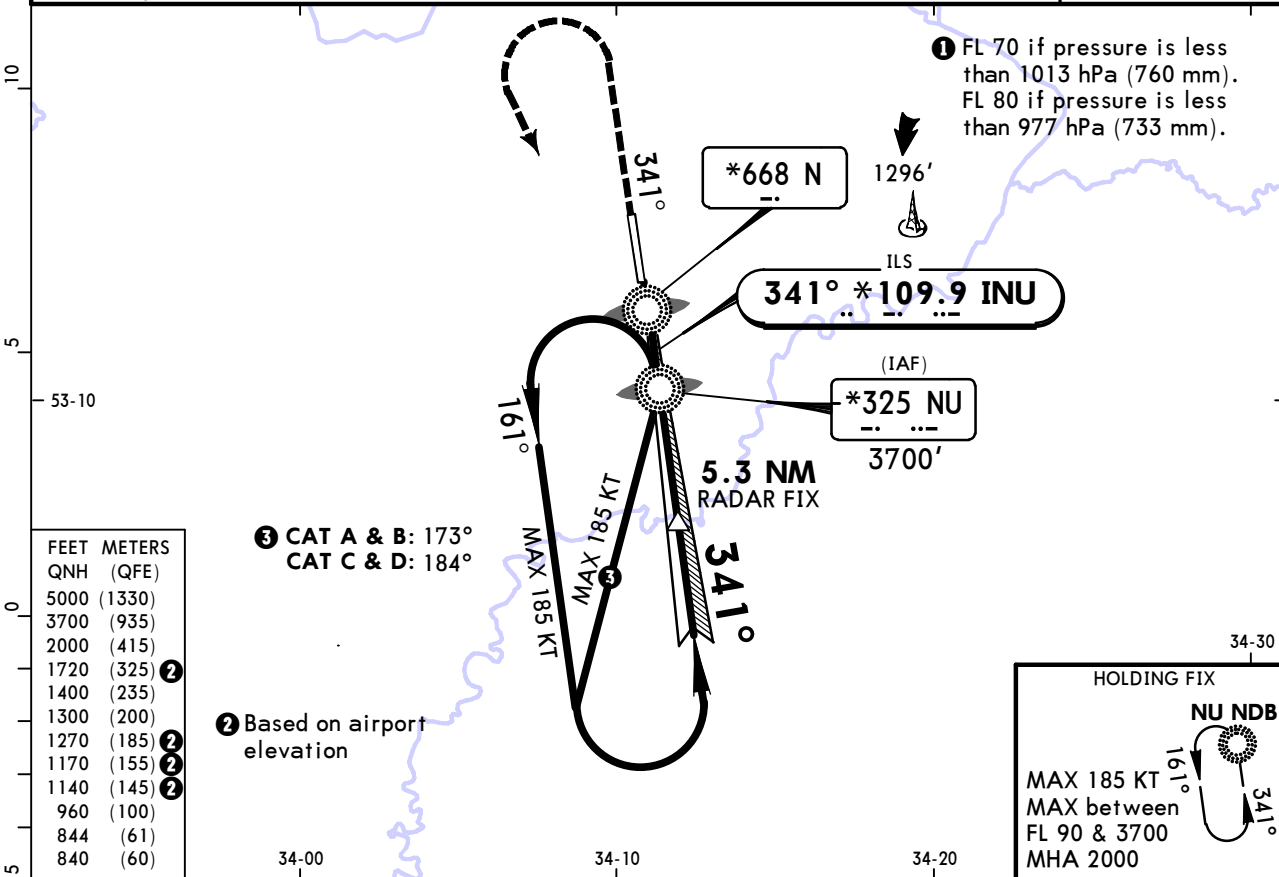 10
5
0
5
53-10
❶ FL 70 if pressure is less
than 1013 hPa (760 mm).
FL 80 if pressure is less
than 977 hPa (733 mm).
341°
*668 N
1296'
ILS
341° *109.9 INU
(IAF)
*325 NU
3700'
161°
5.3 NM
RADAR FIX
MAX 185 KT
MAX 185 KT
❸
341°
❸ CAT A & B: 173°
CAT C & D: 184°
FEET METERS
QNH (QFE)
5000 (1330)
3700 (935)
2000 (415)
1720 (325) ❷
1400 (235)
1300 (200)
1270 (185) ❷
1170 (155) ❷
1140 (145) ❷
960 (100)
844 (61)
840 (60)
❷ Based on airport
elevation
34-00
34-10
34-20
34-30
HOLDING FIX
NU NDB
161°
341°
MAX 185 KT
MAX between
FL 90 & 3700
MHA 2000